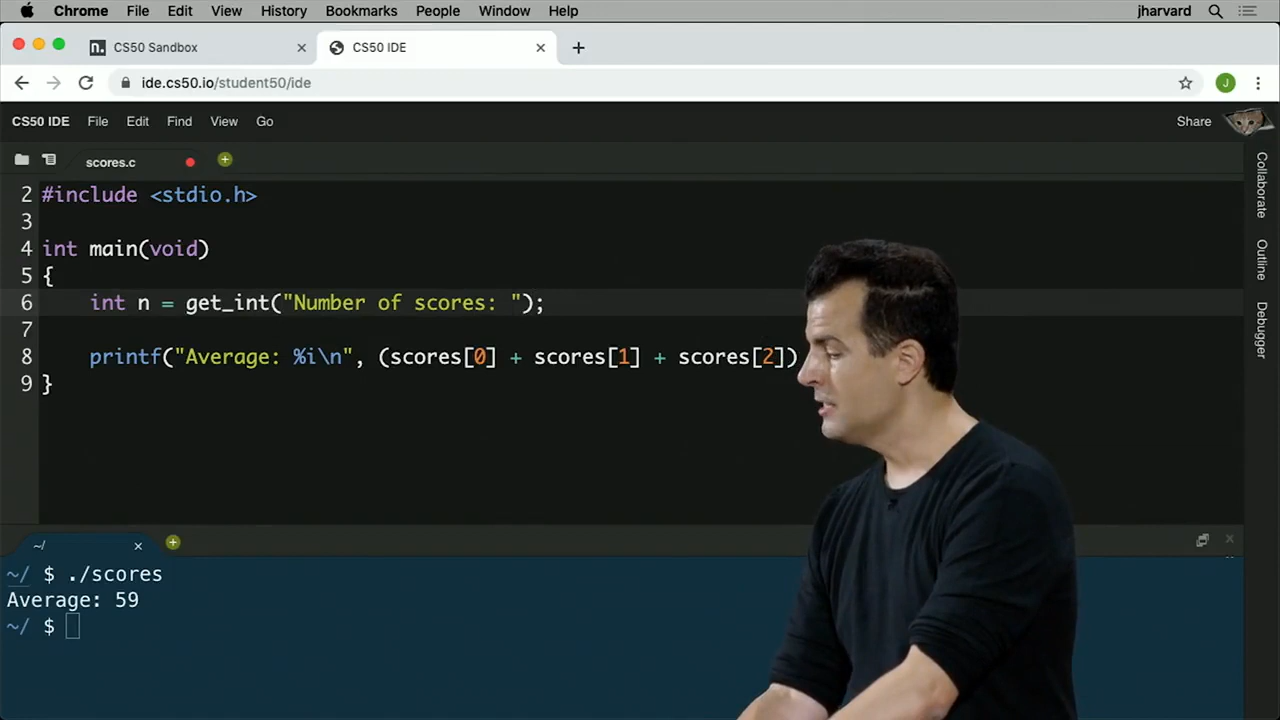 Chrome File Edit View History Bookmarks People Window Help jharvard
CS50 Sandbox CS50 IDE
ide.cs50.io/student50/ide J
CS50 IDE File Edit Find View Go Share
scores.c
2 #include <stdio.h>
3
4 int main(void)
5 {
6 int n = get_int("Number of scores: ");
7
8 printf("Average: %i\n", (scores[0] + scores[1] + scores[2])
9 }
Collaborate
Outline
Debugger
~/
~/ $ ./scores
Average: 59
~/ $